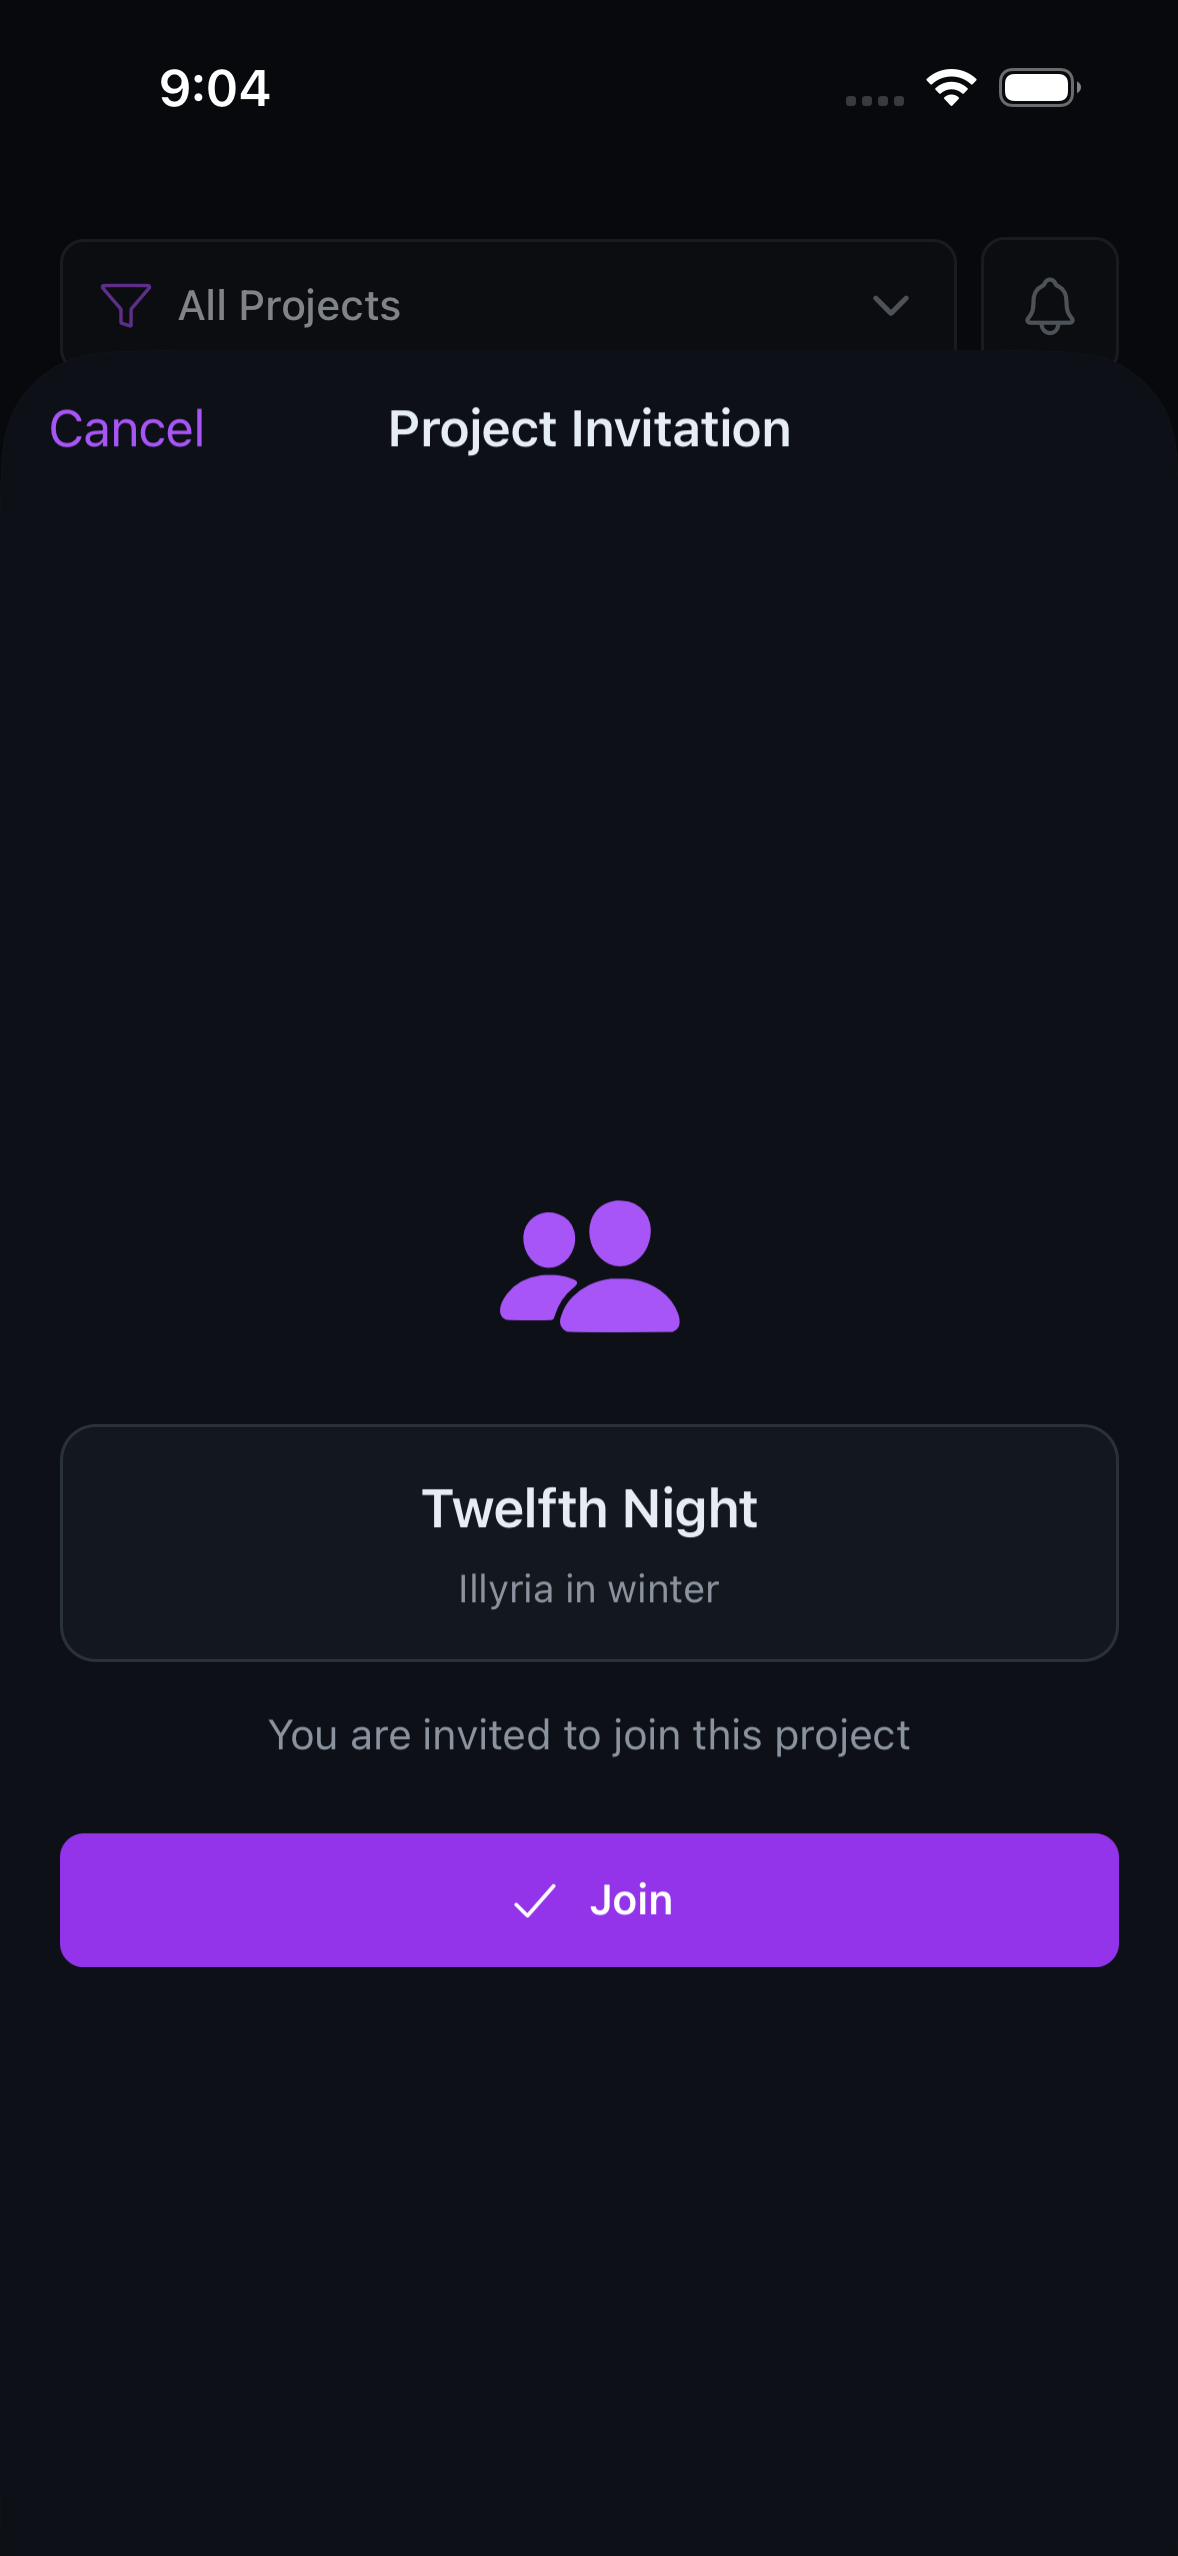 9:04
All Projects
Cancel
Project Invitation
Twelfth Night
Illyria in winter
You are invited to join this project
Join